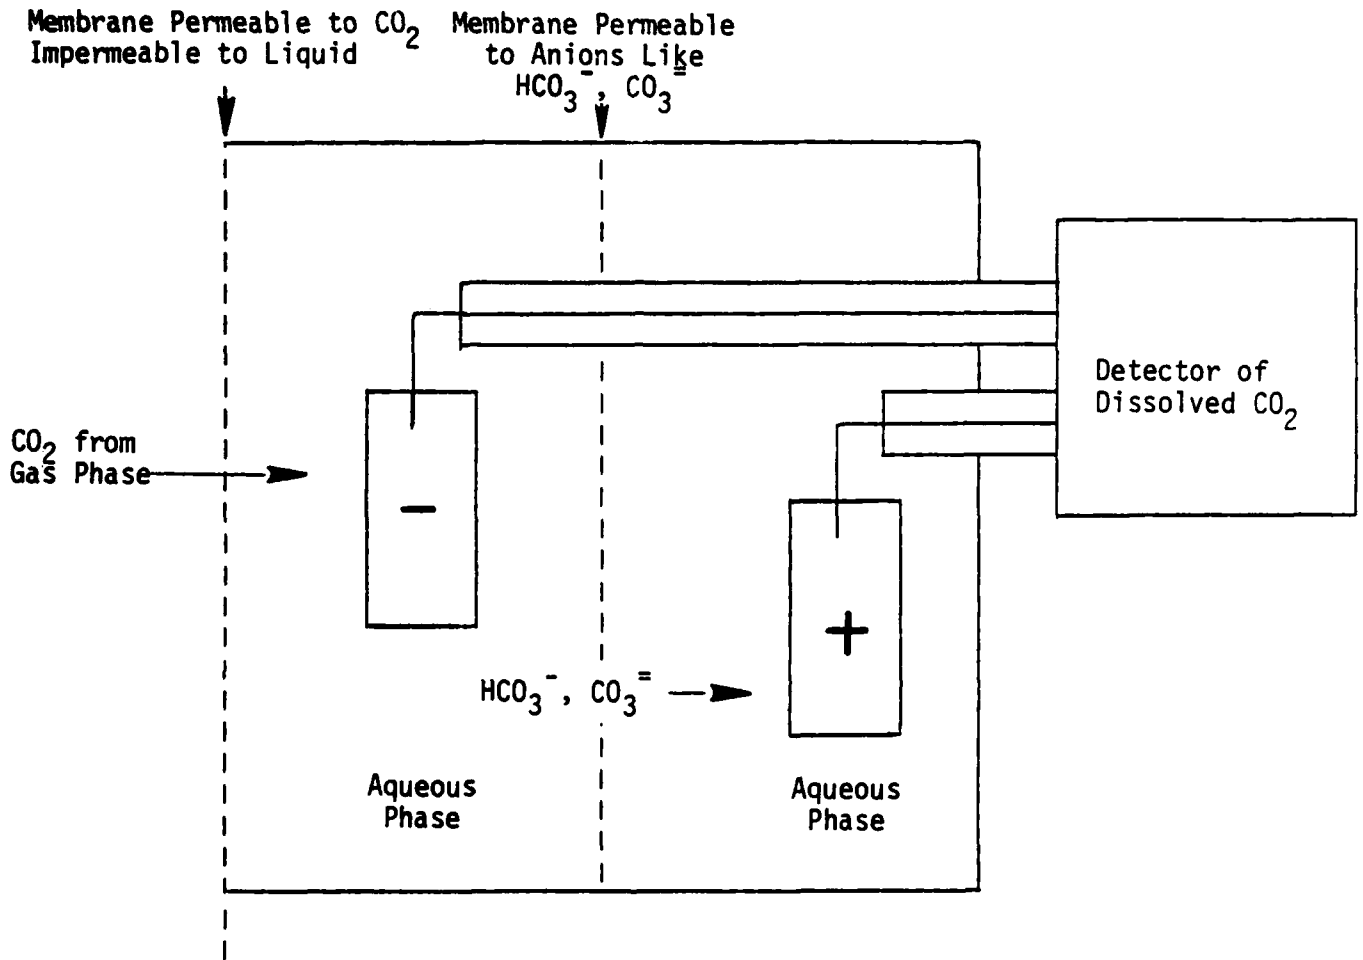 Membrane Permeable to CO₂
Impermeable to Liquid
Membrane Permeable
to Anions Like
HCO₃⁻, CO₃⁼
Detector of
Dissolved CO₂
CO₂ from
Gas Phase
−
+
HCO₃⁻, CO₃⁼
Aqueous
Phase
Aqueous
Phase